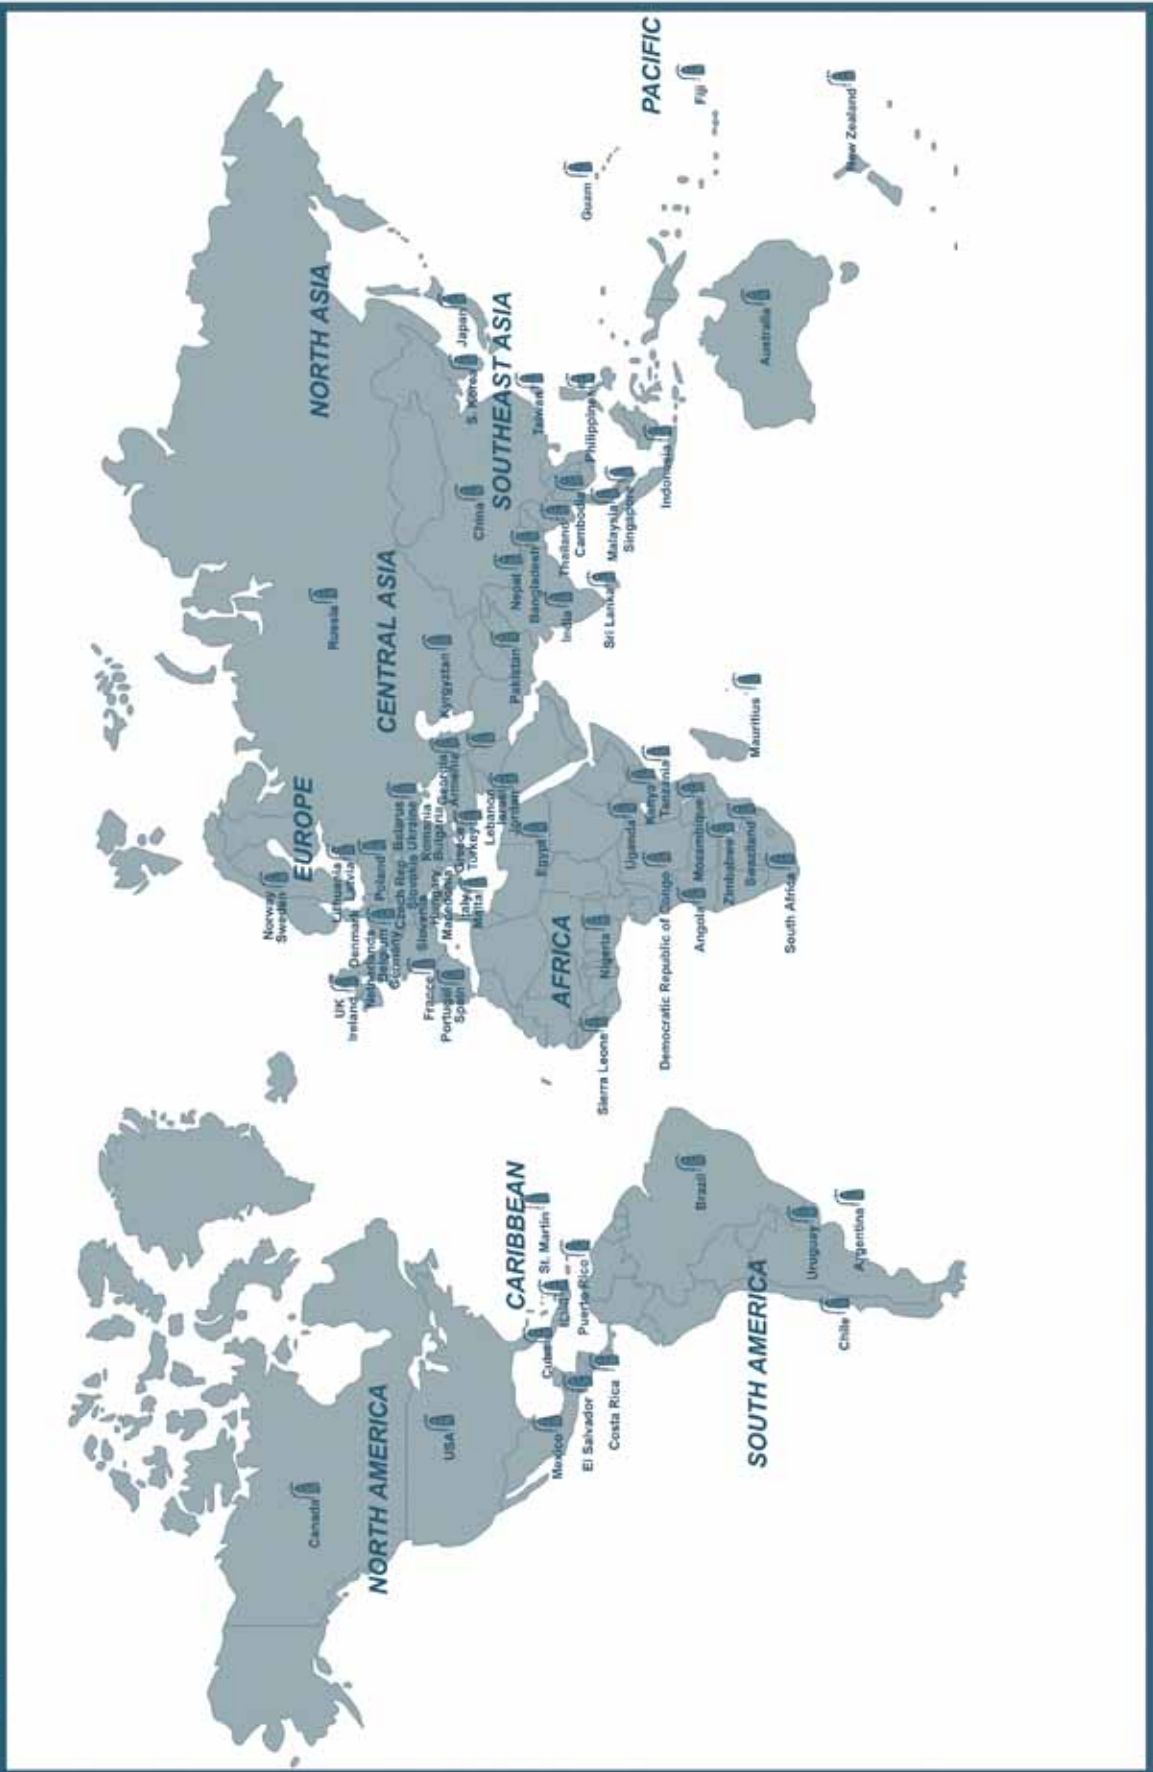 NORTH AMERICA
Canada
USA
Mexico
El Salvador
Costa Rica
CARIBBEAN
Cuba
St. Martin
Puerto Rico
SOUTH AMERICA
Brazil
Uruguay
Argentina
Chile
EUROPE
Norway
Sweden
UK
Ireland
Lithuania
Latvia
Denmark
Netherlands
Belgium
Germany
Poland
Czech Rep
Belarus
Ukraine
Slovakia
Slovenia
Hungary
Romania
Bulgaria
Macedonia
France
Portugal
Spain
Italy
Malta
Greece
Turkey
Georgia
Armenia
Lebanon
Israel
Jordan
AFRICA
Egypt
Sierra Leone
Nigeria
Uganda
Kenya
Tanzania
Democratic Republic of Congo
Angola
Mozambique
Zimbabwe
Swaziland
South Africa
Mauritius
CENTRAL ASIA
Russia
Kyrgyztan
Pakistan
Nepal
Bangladesh
India
Sri Lanka
NORTH ASIA
China
S. Korea
Japan
SOUTHEAST ASIA
Taiwan
Thailand
Cambodia
Philippines
Malaysia
Singapore
Indonesia
PACIFIC
Guam
Fiji
Australia
New Zealand